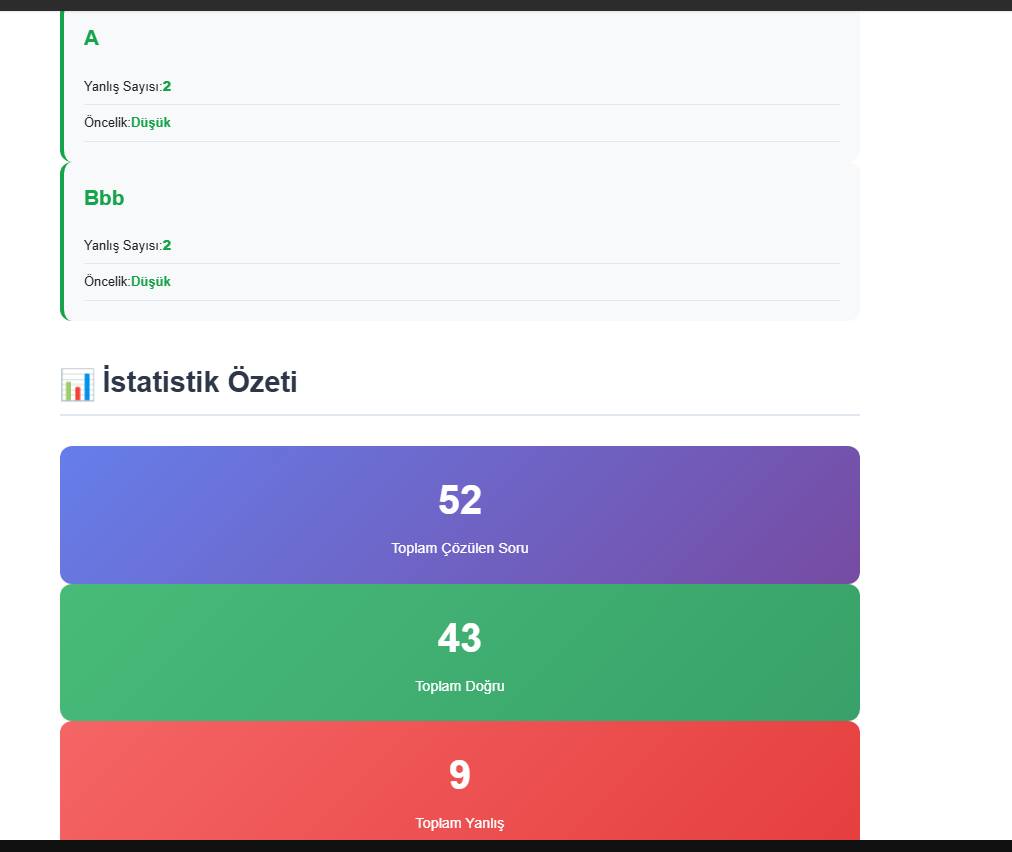 A
Yanlış Sayısı:2
Öncelik:Düşük
Bbb
Yanlış Sayısı:2
Öncelik:Düşük
İstatistik Özeti
52
Toplam Çözülen Soru
43
Toplam Doğru
9
Toplam Yanlış